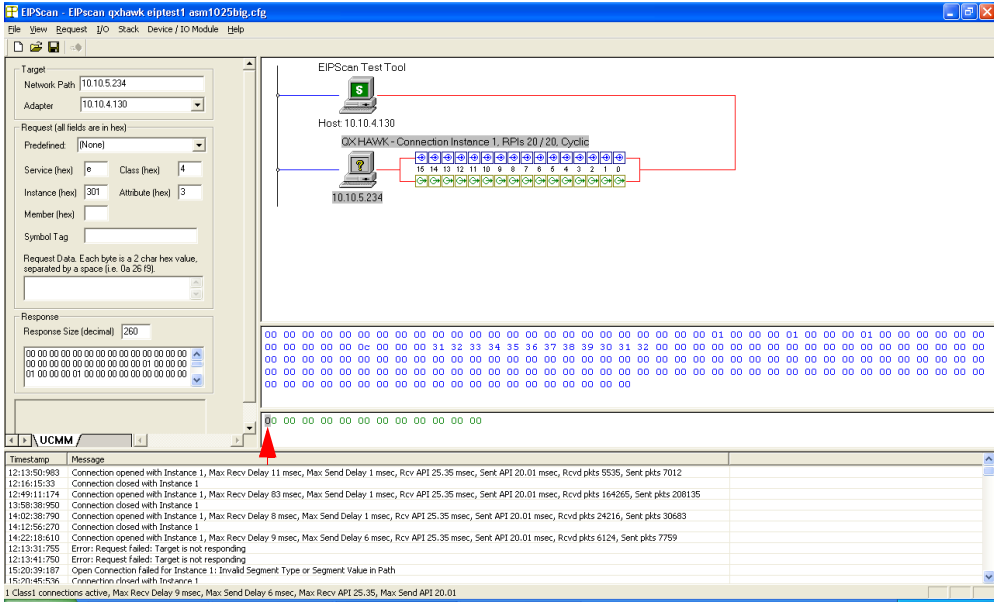 EIPScan - EIPscan qxhawk eiptest1 asm1025big.cfg
File View Request I/O Stack Device / IO Module Help
Target
Network Path 10.10.5.234
Adapter 10.10.4.130
Request (all fields are in hex)
Predefined: (None)
Service (hex) e Class (hex) 4
Instance (hex) 301 Attribute (hex) 3
Member (hex)
Symbol Tag
Request Data. Each byte is a 2 char hex value,
separated by a space (i.e. 0a 26 f9).
Response
Response Size (decimal) 260
00 00 00 00 00 00 00 00 00 00 00 00 00 00
00 00 00 00 00 00 00 00 00 00 01 00 00 00
01 00 00 00 01 00 00 00 00 00 00 00 00 00
UCMM
EIPScan Test Tool
S
Host: 10.10.4.130
QX HAWK - Connection Instance 1, RPIs 20 / 20, Cyclic
?
15 14 13 12 11 10 9 8 7 6 5 4 3 2 1 0
10.10.5.234
00 00 00 00 00 00 00 00 00 00 00 00 00 00 00 00 00 00 00 00 00 00 00 00 01 00 00 00 01 00 00 00 01 00 00 00 00 00 00
00 00 00 00 00 0c 00 00 00 31 32 33 34 35 36 37 38 39 30 31 32 00 00 00 00 00 00 00 00 00 00 00 00 00 00 00 00 00 00
00 00 00 00 00 00 00 00 00 00 00 00 00 00 00 00 00 00 00 00 00 00 00 00 00 00 00 00 00 00 00 00 00 00 00 00 00 00 00
00 00 00 00 00 00 00 00 00 00 00 00 00 00 00 00 00 00 00 00 00 00 00 00 00 00 00 00 00 00 00 00 00 00 00 00 00 00 00
00 00 00 00 00 00 00 00 00 00 00 00 00 00 00 00 00 00 00 00
00 00 00 00 00 00 00 00 00 00 00 00
Timestamp Message
12:13:50:983 Connection opened with Instance 1, Max Recv Delay 11 msec, Max Send Delay 1 msec, Rcv API 25.35 msec, Sent API 20.01 msec, Rcvd pkts 5535, Sent pkts 7012
12:16:15:33 Connection closed with Instance 1
12:49:11:174 Connection opened with Instance 1, Max Recv Delay 83 msec, Max Send Delay 1 msec, Rcv API 25.35 msec, Sent API 20.01 msec, Rcvd pkts 164265, Sent pkts 208135
13:58:38:950 Connection closed with Instance 1
14:02:38:790 Connection opened with Instance 1, Max Recv Delay 8 msec, Max Send Delay 1 msec, Rcv API 25.35 msec, Sent API 20.01 msec, Rcvd pkts 24216, Sent pkts 30683
14:12:56:270 Connection closed with Instance 1
14:22:18:610 Connection opened with Instance 1, Max Recv Delay 9 msec, Max Send Delay 6 msec, Rcv API 25.35 msec, Sent API 20.01 msec, Rcvd pkts 6124, Sent pkts 7759
12:13:31:755 Error: Request failed: Target is not responding
12:13:41:750 Error: Request failed: Target is not responding
15:20:39:187 Open Connection failed for Instance 1: Invalid Segment Type or Segment Value in Path
15:20:45:536 Connection closed with Instance 1
1 Class1 connections active, Max Recv Delay 9 msec, Max Send Delay 6 msec, Max Recv API 25.35, Max Send API 20.01